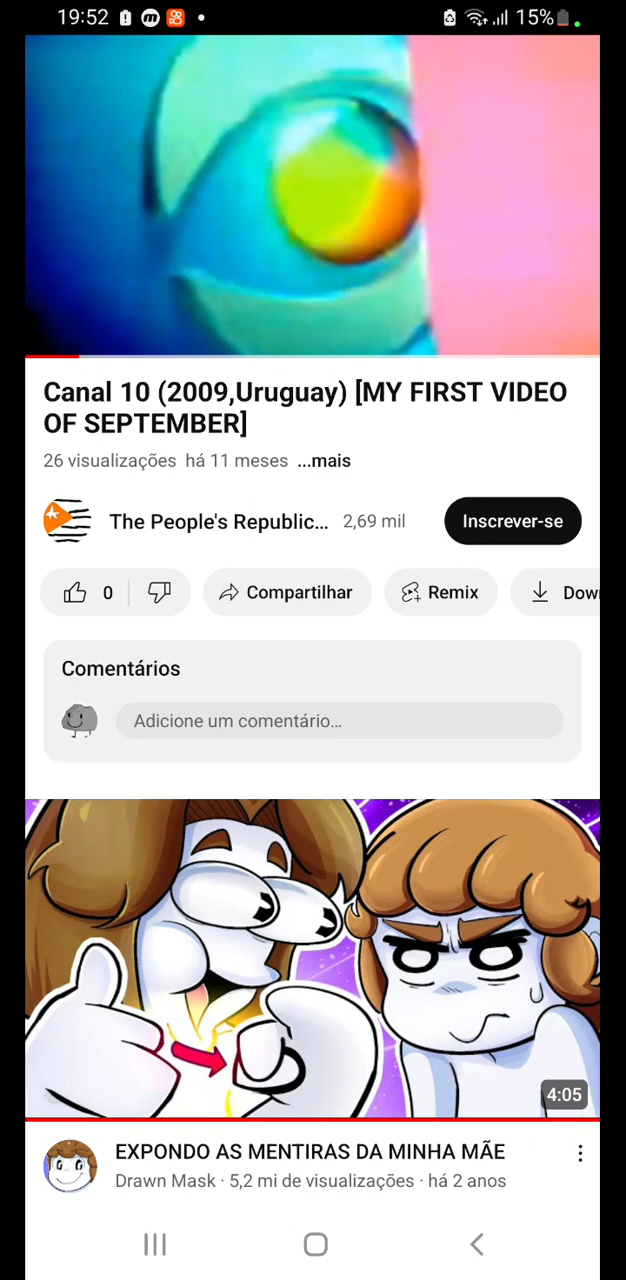 19:52
15%
Canal 10 (2009,Uruguay) [MY FIRST VIDEO
OF SEPTEMBER]
26 visualizações há 11 meses ...mais
The People's Republic... 2,69 mil
Inscrever-se
0
Compartilhar
Remix
Dow
Comentários
Adicione um comentário...
4:05
EXPONDO AS MENTIRAS DA MINHA MÃE
Drawn Mask · 5,2 mi de visualizações · há 2 anos